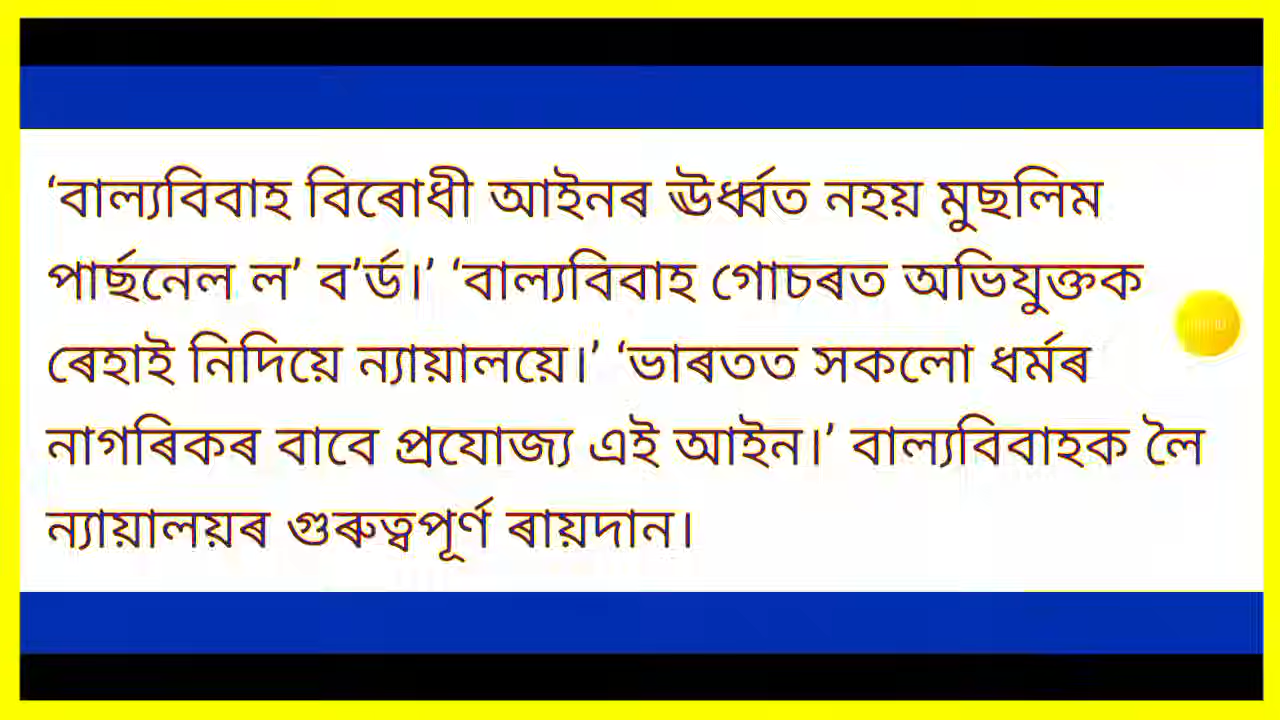 ‘বাল্যবিবাহ বিৰোধী আইনৰ ঊৰ্ধ্বত নহয় মুছলিম
পাৰ্ছনেল ল’ ব’ৰ্ড।’ ‘বাল্যবিবাহ গোচৰত অভিযুক্তক
ৰেহাই নিদিয়ে ন্যায়ালয়ে।’ ‘ভাৰতত সকলো ধৰ্মৰ
নাগৰিকৰ বাবে প্ৰযোজ্য এই আইন।’ বাল্যবিবাহক লৈ
ন্যায়ালয়ৰ গুৰুত্বপূৰ্ণ ৰায়দান।